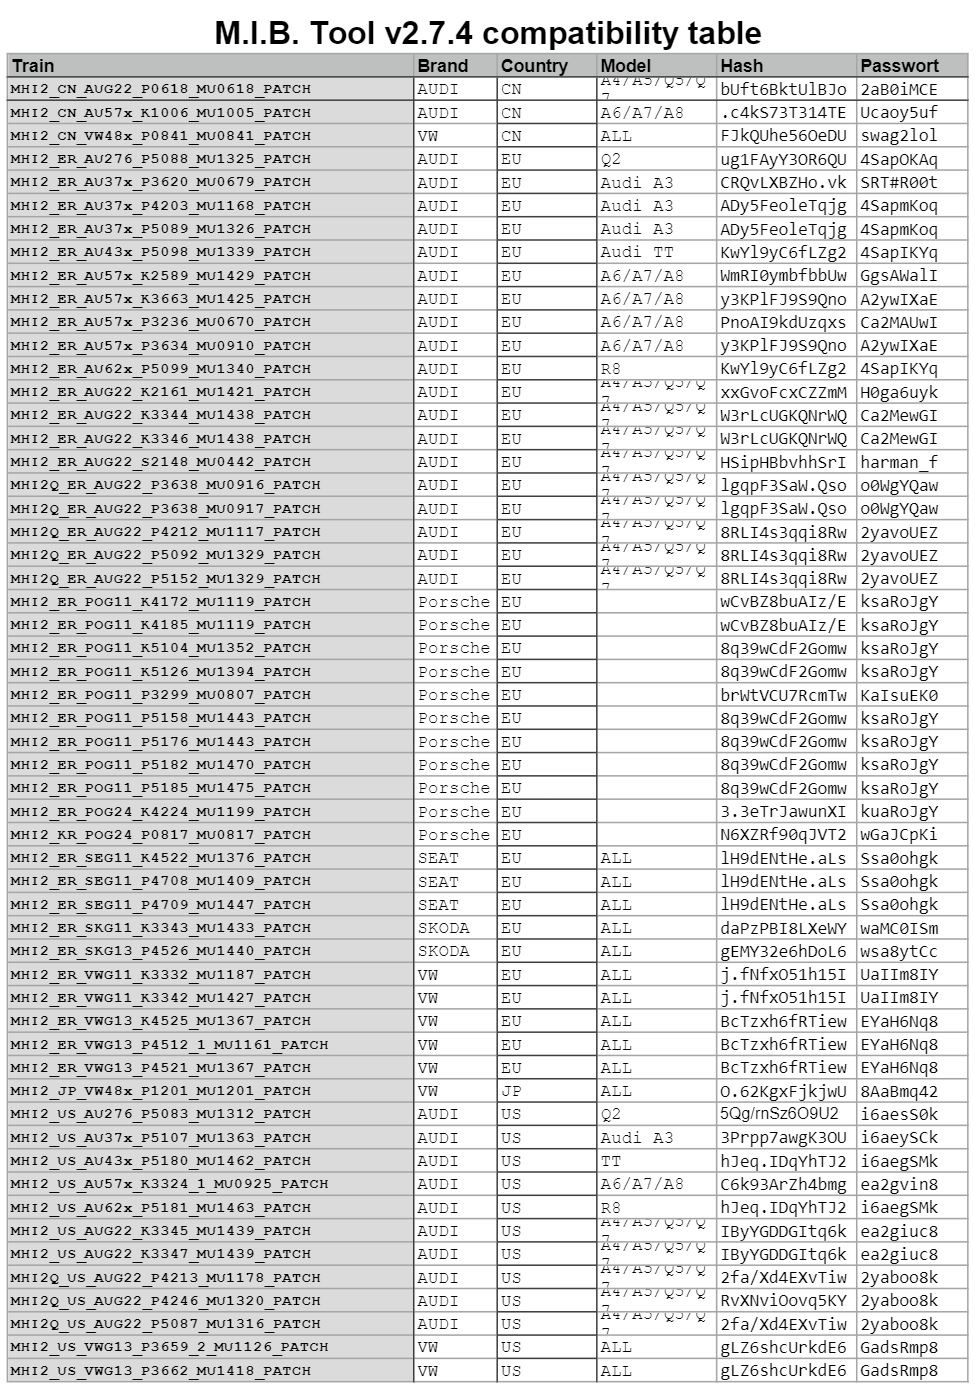 M.I.B. Tool v2.7.4 compatibility table
Train Brand Country Model Hash Passwort
MHI2_CN_AUG22_P0618_MU0618_PATCH AUDI CN A4/A5/Q5/Q7 bUft6BktUlBJo 2aB0iMCE
MHI2_CN_AU57x_K1006_MU1005_PATCH AUDI CN A6/A7/A8 .c4kS73T314TE Ucaoy5uf
MHI2_CN_VW48x_P0841_MU0841_PATCH VW CN ALL FJkQUhe56OeDU swag2lol
MHI2_ER_AU276_P5088_MU1325_PATCH AUDI EU Q2 ug1FAyY3OR6QU 4SapOKAq
MHI2_ER_AU37x_P3620_MU0679_PATCH AUDI EU Audi A3 CRQvLXBZHo.vk SRT#R00t
MHI2_ER_AU37x_P4203_MU1168_PATCH AUDI EU Audi A3 ADy5FeoleTqjg 4SapmKoq
MHI2_ER_AU37x_P5089_MU1326_PATCH AUDI EU Audi A3 ADy5FeoleTqjg 4SapmKoq
MHI2_ER_AU43x_P5098_MU1339_PATCH AUDI EU Audi TT KwYl9yC6fLZg2 4SapIKYq
MHI2_ER_AU57x_K2589_MU1429_PATCH AUDI EU A6/A7/A8 WmRI0ymbfbbUw GgsAWalI
MHI2_ER_AU57x_K3663_MU1425_PATCH AUDI EU A6/A7/A8 y3KPlFJ9S9Qno A2ywIXaE
MHI2_ER_AU57x_P3236_MU0670_PATCH AUDI EU A6/A7/A8 PnoAI9kdUzqxs Ca2MAUwI
MHI2_ER_AU57x_P3634_MU0910_PATCH AUDI EU A6/A7/A8 y3KPlFJ9S9Qno A2ywIXaE
MHI2_ER_AU62x_P5099_MU1340_PATCH AUDI EU R8 KwYl9yC6fLZg2 4SapIKYq
MHI2_ER_AUG22_K2161_MU1421_PATCH AUDI EU A4/A5/Q5/Q7 xxGvoFcxCZZmM H0ga6uyk
MHI2_ER_AUG22_K3344_MU1438_PATCH AUDI EU A4/A5/Q5/Q7 W3rLcUGKQNrWQ Ca2MewGI
MHI2_ER_AUG22_K3346_MU1438_PATCH AUDI EU A4/A5/Q5/Q7 W3rLcUGKQNrWQ Ca2MewGI
MHI2_ER_AUG22_S2148_MU0442_PATCH AUDI EU A4/A5/Q5/Q7 HSipHBbvhhSrI harman_f
MHI2Q_ER_AUG22_P3638_MU0916_PATCH AUDI EU A4/A5/Q5/Q7 lgqpF3SaW.Qso o0WgYQaw
MHI2Q_ER_AUG22_P3638_MU0917_PATCH AUDI EU A4/A5/Q5/Q7 lgqpF3SaW.Qso o0WgYQaw
MHI2Q_ER_AUG22_P4212_MU1117_PATCH AUDI EU A4/A5/Q5/Q7 8RLI4s3qqi8Rw 2yavoUEZ
MHI2Q_ER_AUG22_P5092_MU1329_PATCH AUDI EU A4/A5/Q5/Q7 8RLI4s3qqi8Rw 2yavoUEZ
MHI2Q_ER_AUG22_P5152_MU1329_PATCH AUDI EU A4/A5/Q5/Q7 8RLI4s3qqi8Rw 2yavoUEZ
MHI2_ER_POG11_K4172_MU1119_PATCH Porsche EU wCvBZ8buAIz/E ksaRoJgY
MHI2_ER_POG11_K4185_MU1119_PATCH Porsche EU wCvBZ8buAIz/E ksaRoJgY
MHI2_ER_POG11_K5104_MU1352_PATCH Porsche EU 8q39wCdF2Gomw ksaRoJgY
MHI2_ER_POG11_K5126_MU1394_PATCH Porsche EU 8q39wCdF2Gomw ksaRoJgY
MHI2_ER_POG11_P3299_MU0807_PATCH Porsche EU brWtVCU7RcmTw KaIsuEK0
MHI2_ER_POG11_P5158_MU1443_PATCH Porsche EU 8q39wCdF2Gomw ksaRoJgY
MHI2_ER_POG11_P5176_MU1443_PATCH Porsche EU 8q39wCdF2Gomw ksaRoJgY
MHI2_ER_POG11_P5182_MU1470_PATCH Porsche EU 8q39wCdF2Gomw ksaRoJgY
MHI2_ER_POG11_P5185_MU1475_PATCH Porsche EU 8q39wCdF2Gomw ksaRoJgY
MHI2_ER_POG24_K4224_MU1199_PATCH Porsche EU 3.3eTrJawunXI kuaRoJgY
MHI2_KR_POG24_P0817_MU0817_PATCH Porsche EU N6XZRf90qJVT2 wGaJCpKi
MHI2_ER_SEG11_K4522_MU1376_PATCH SEAT EU ALL lH9dENtHe.aLs Ssa0ohgk
MHI2_ER_SEG11_P4708_MU1409_PATCH SEAT EU ALL lH9dENtHe.aLs Ssa0ohgk
MHI2_ER_SEG11_P4709_MU1447_PATCH SEAT EU ALL lH9dENtHe.aLs Ssa0ohgk
MHI2_ER_SKG11_K3343_MU1433_PATCH SKODA EU ALL daPzPBI8LXeWY waMC0ISm
MHI2_ER_SKG13_P4526_MU1440_PATCH SKODA EU ALL gEMY32e6hDoL6 wsa8ytCc
MHI2_ER_VWG11_K3332_MU1187_PATCH VW EU ALL j.fNfxO51h15I UaIIm8IY
MHI2_ER_VWG11_K3342_MU1427_PATCH VW EU ALL j.fNfxO51h15I UaIIm8IY
MHI2_ER_VWG13_K4525_MU1367_PATCH VW EU ALL BcTzxh6fRTiew EYaH6Nq8
MHI2_ER_VWG13_P4512_1_MU1161_PATCH VW EU ALL BcTzxh6fRTiew EYaH6Nq8
MHI2_ER_VWG13_P4521_MU1367_PATCH VW EU ALL BcTzxh6fRTiew EYaH6Nq8
MHI2_JP_VW48x_P1201_MU1201_PATCH VW JP ALL O.62KgxFjkjwU 8AaBmq42
MHI2_US_AU276_P5083_MU1312_PATCH AUDI US Q2 5Qg/rnSz6O9U2 i6aesS0k
MHI2_US_AU37x_P5107_MU1363_PATCH AUDI US Audi A3 3Prpp7awgK3OU i6aeySCk
MHI2_US_AU43x_P5180_MU1462_PATCH AUDI US TT hJeq.IDqYhTJ2 i6aegSMk
MHI2_US_AU57x_K3324_1_MU0925_PATCH AUDI US A6/A7/A8 C6k93ArZh4bmg ea2gvin8
MHI2_US_AU62x_P5181_MU1463_PATCH AUDI US R8 hJeq.IDqYhTJ2 i6aegSMk
MHI2_US_AUG22_K3345_MU1439_PATCH AUDI US A4/A5/Q5/Q7 IByYGDDGItq6k ea2giuc8
MHI2_US_AUG22_K3347_MU1439_PATCH AUDI US A4/A5/Q5/Q7 IByYGDDGItq6k ea2giuc8
MHI2Q_US_AUG22_P4213_MU1178_PATCH AUDI US A4/A5/Q5/Q7 2fa/Xd4EXvTiw 2yaboo8k
MHI2Q_US_AUG22_P4246_MU1320_PATCH AUDI US A4/A5/Q5/Q7 RvXNviOovq5KY 2yaboo8k
MHI2Q_US_AUG22_P5087_MU1316_PATCH AUDI US A4/A5/Q5/Q7 2fa/Xd4EXvTiw 2yaboo8k
MHI2_US_VWG13_P3659_2_MU1126_PATCH VW US ALL gLZ6shcUrkdE6 GadsRmp8
MHI2_US_VWG13_P3662_MU1418_PATCH VW US ALL gLZ6shcUrkdE6 GadsRmp8